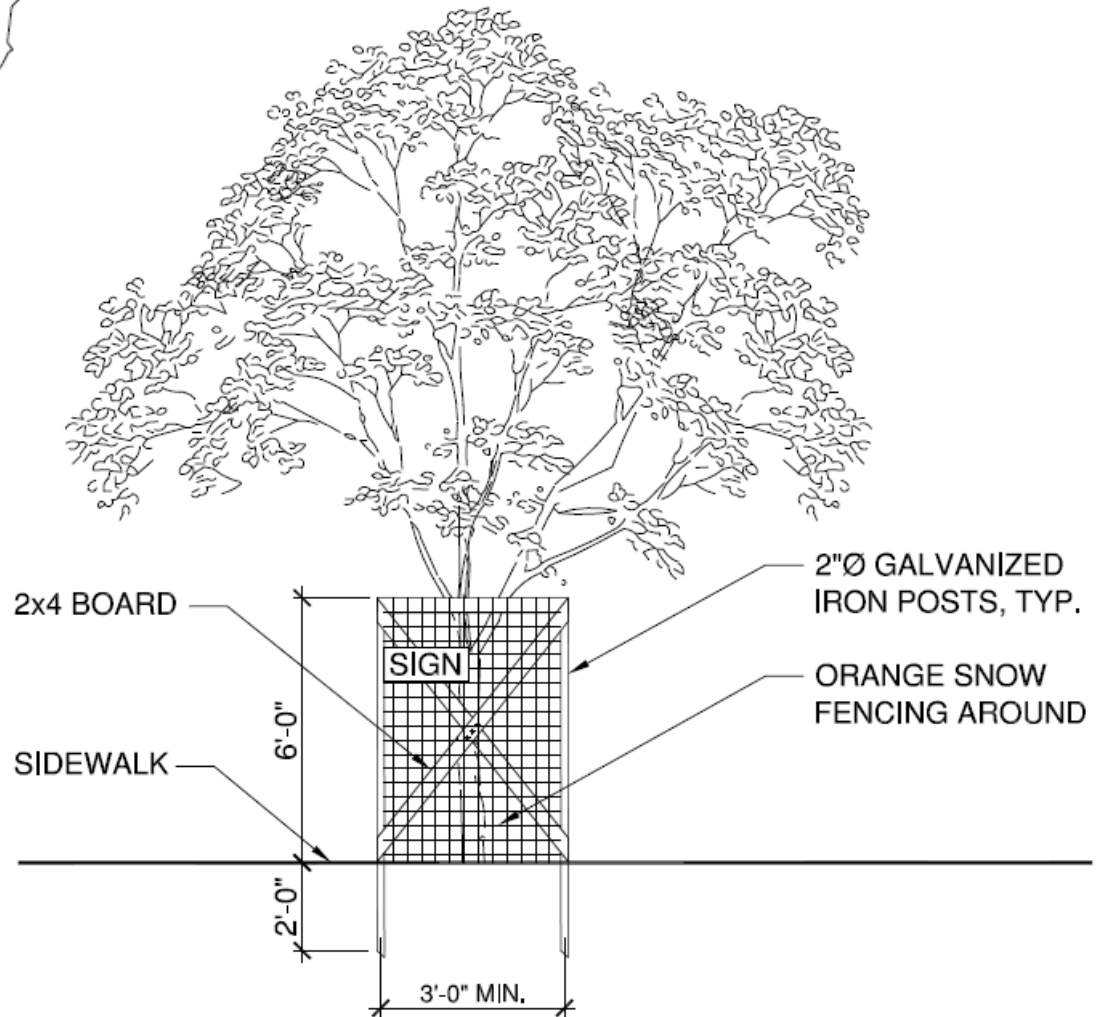 2"Ø GALVANIZED
IRON POSTS, TYP.
2x4 BOARD
SIGN
ORANGE SNOW
FENCING AROUND
6'-0"
SIDEWALK
2'-0"
3'-0" MIN.